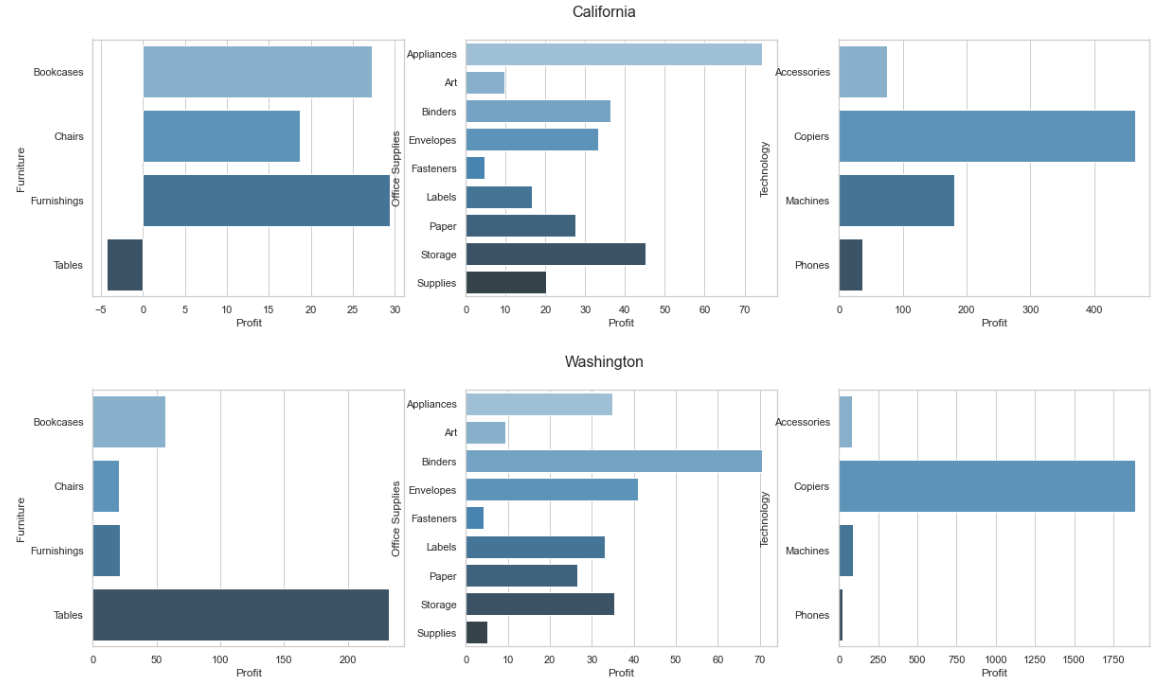 California
Furniture
Bookcases
Chairs
Furnishings
Tables
−5 0 5 10 15 20 25 30
Profit
Office Supplies
Appliances
Art
Binders
Envelopes
Fasteners
Labels
Paper
Storage
Supplies
0 10 20 30 40 50 60 70
Profit
Technology
Accessories
Copiers
Machines
Phones
0 100 200 300 400
Profit
Washington
Furniture
Bookcases
Chairs
Furnishings
Tables
0 50 100 150 200
Profit
Office Supplies
Appliances
Art
Binders
Envelopes
Fasteners
Labels
Paper
Storage
Supplies
0 10 20 30 40 50 60 70
Profit
Technology
Accessories
Copiers
Machines
Phones
0 250 500 750 1000 1250 1500 1750
Profit